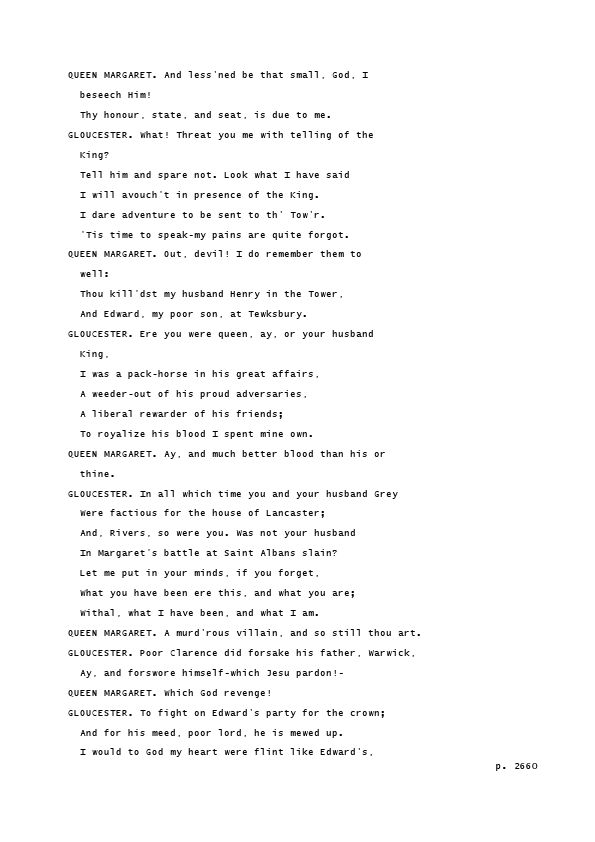 QUEEN MARGARET. And less'ned be that small, God, I
beseech Him!
Thy honour, state, and seat, is due to me.
GLOUCESTER. What! Threat you me with telling of the
King?
Tell him and spare not. Look what I have said
I will avouch't in presence of the King.
I dare adventure to be sent to th' Tow'r.
'Tis time to speak-my pains are quite forgot.
QUEEN MARGARET. Out, devil! I do remember them to
well:
Thou kill'dst my husband Henry in the Tower,
And Edward, my poor son, at Tewksbury.
GLOUCESTER. Ere you were queen, ay, or your husband
King,
I was a pack-horse in his great affairs,
A weeder-out of his proud adversaries,
A liberal rewarder of his friends;
To royalize his blood I spent mine own.
QUEEN MARGARET. Ay, and much better blood than his or
thine.
GLOUCESTER. In all which time you and your husband Grey
Were factious for the house of Lancaster;
And, Rivers, so were you. Was not your husband
In Margaret's battle at Saint Albans slain?
Let me put in your minds, if you forget,
What you have been ere this, and what you are;
Withal, what I have been, and what I am.
QUEEN MARGARET. A murd'rous villain, and so still thou art.
GLOUCESTER. Poor Clarence did forsake his father, Warwick,
Ay, and forswore himself-which Jesu pardon!-
QUEEN MARGARET. Which God revenge!
GLOUCESTER. To fight on Edward's party for the crown;
And for his meed, poor lord, he is mewed up.
I would to God my heart were flint like Edward's,
p. 2660